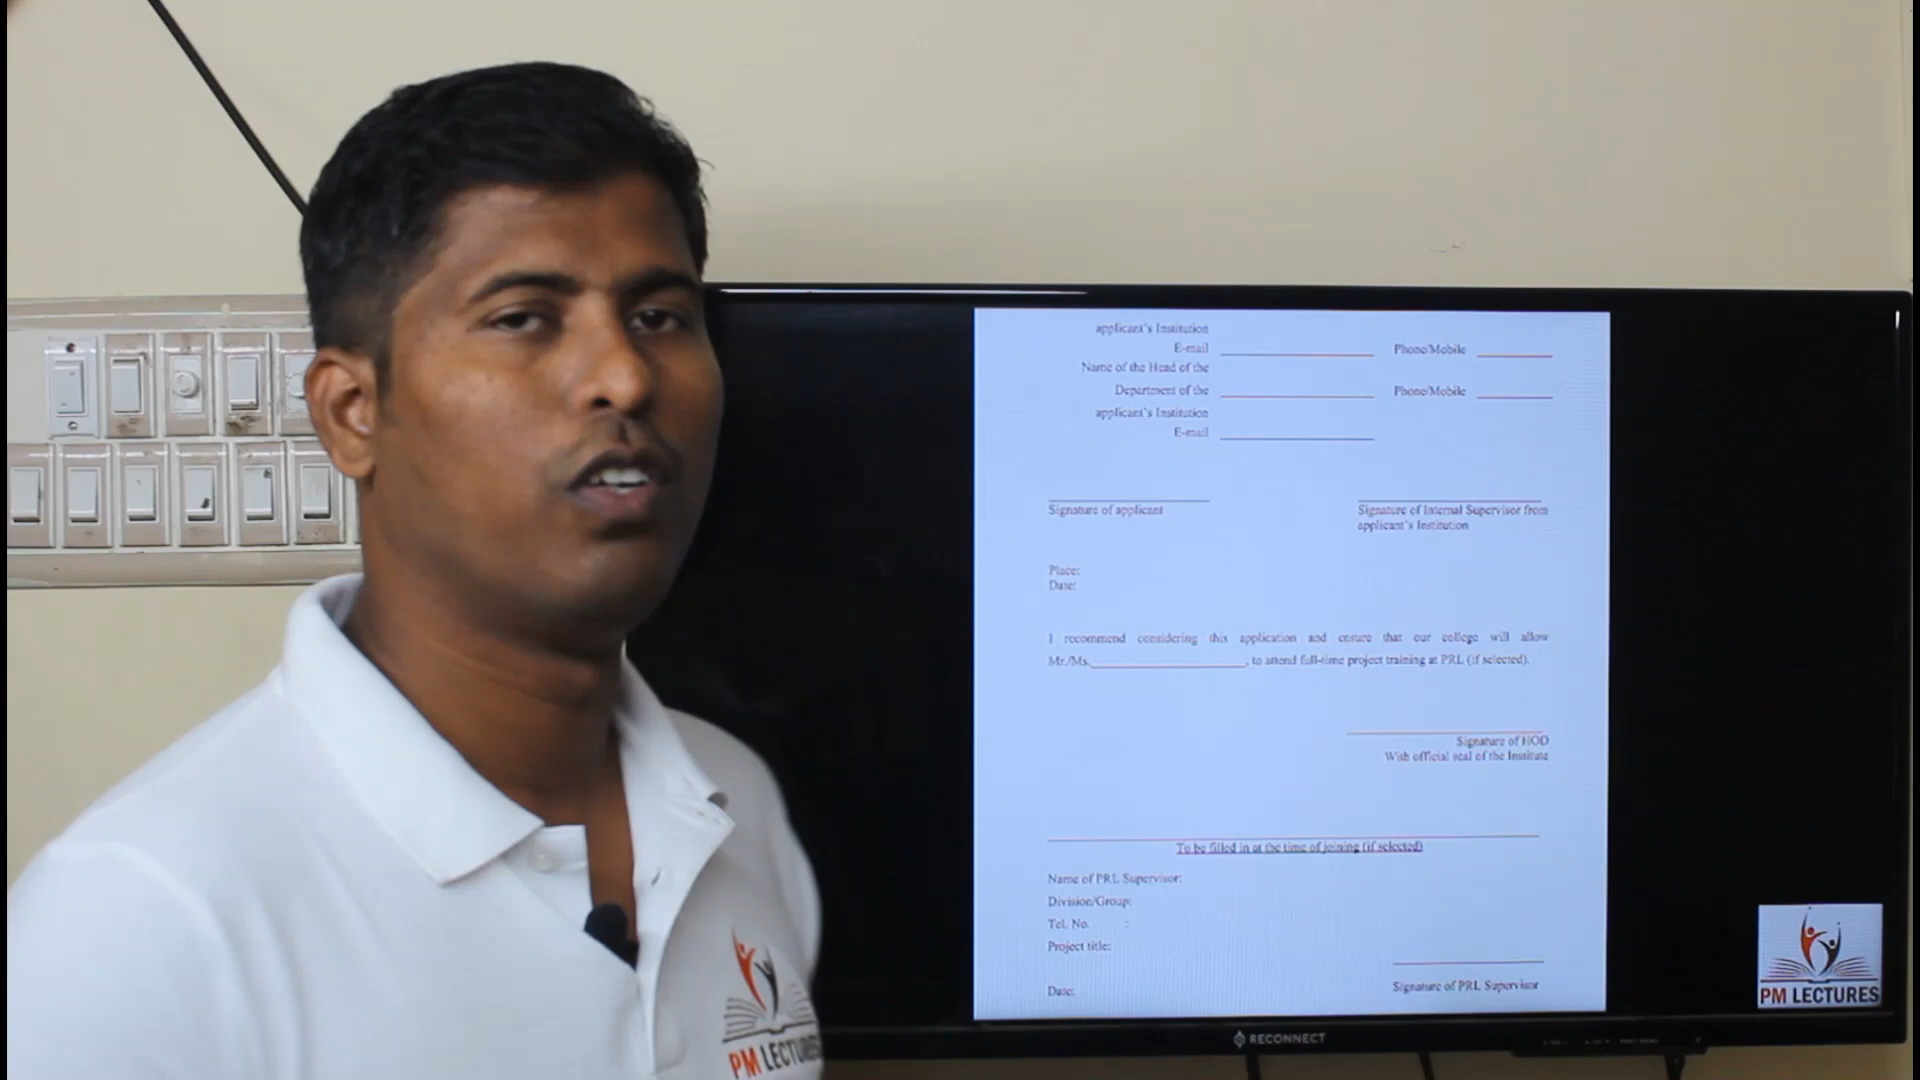 applicant's Institution
E-mail Phone/Mobile
Name of the Head of the
Department of the Phone/Mobile
applicant's Institution
E-mail
Signature of applicant
Signature of Internal Supervisor from
applicant's Institution
Place:
Date:
I recommend considering this application and ensure that our college will allow
Mr./Ms. , to attend full-time project training at PRL (if selected).
Signature of HOD
With official seal of the Institute
To be filled in at the time of joining (if selected)
Name of PRL Supervisor:
Division/Group:
Tel. No. :
Project title:
Date:
Signature of PRL Supervisor
RECONNECT
PM LECTURES
PM LECTURES